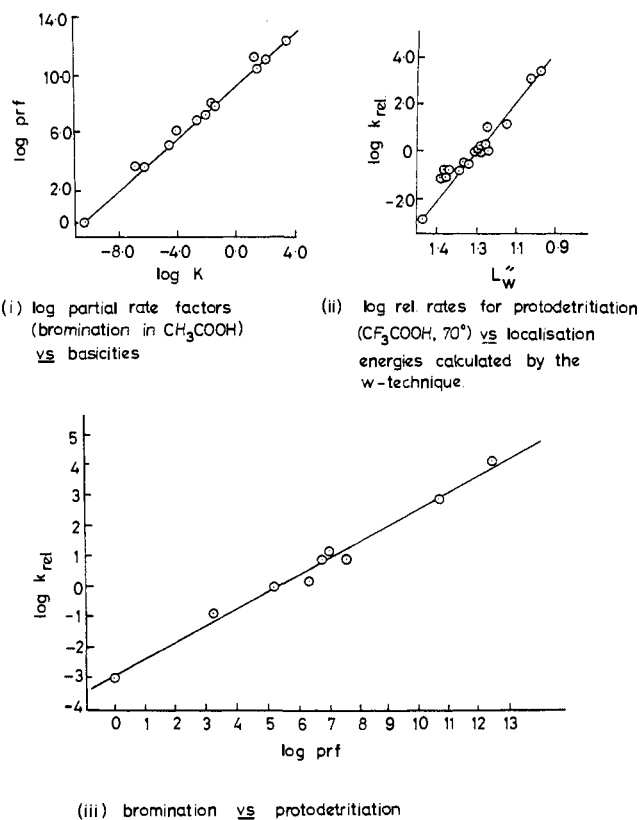 14·0
10·0
6·0
2·0
0
log prf
-8·0 -4·0 0·0 4·0
log K
(i) log partial rate factors
(bromination in CH₃COOH)
vs basicities
4·0
2·0
0
-2·0
log k rel.
1·4 1·3 1·1 0·9
L″w
(ii) log rel. rates for protodetritiation
(CF₃COOH, 70°) vs localisation
energies calculated by the
w-technique.
5
4
3
2
1
0
-1
-2
-3
-4
log k rel
0 1 2 3 4 5 6 7 8 9 10 11 12 13
log prf
(iii) bromination vs protodetritiation